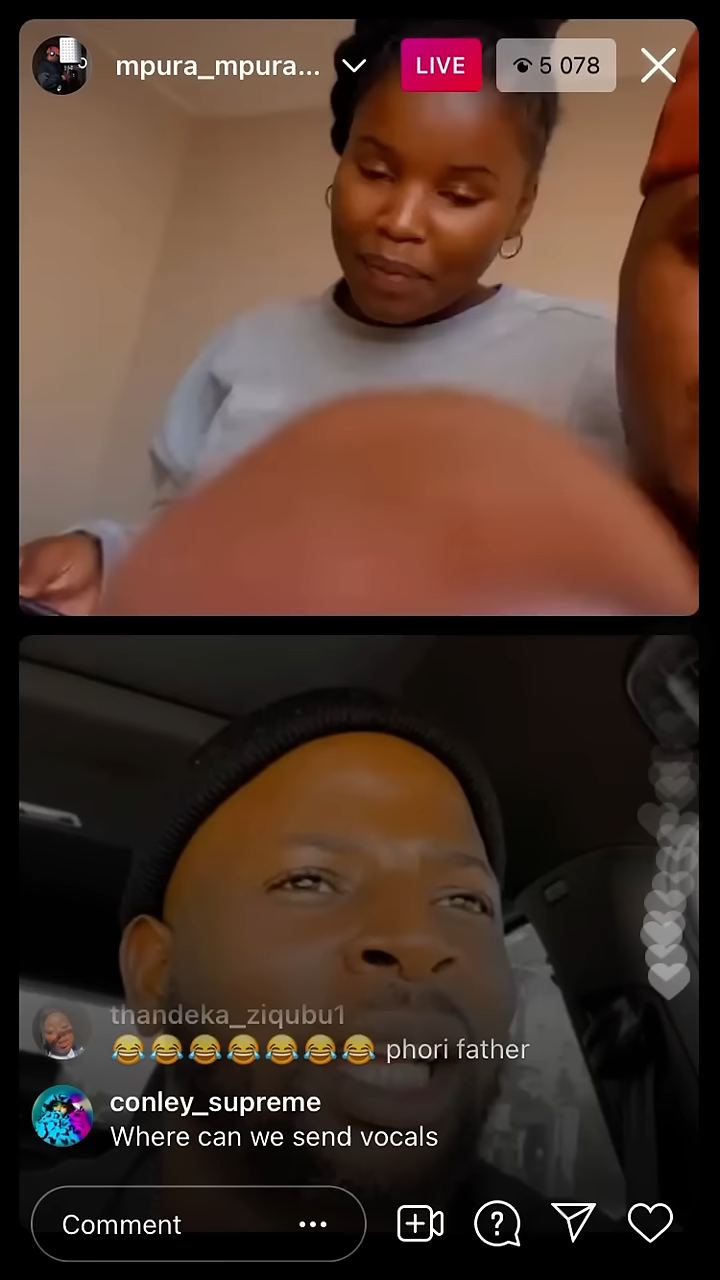 mpura_mpura...
LIVE
5 078
thandeka_ziqubu1
😂😂😂😂😂😂😂 phori father
conley_supreme
Where can we send vocals
Comment